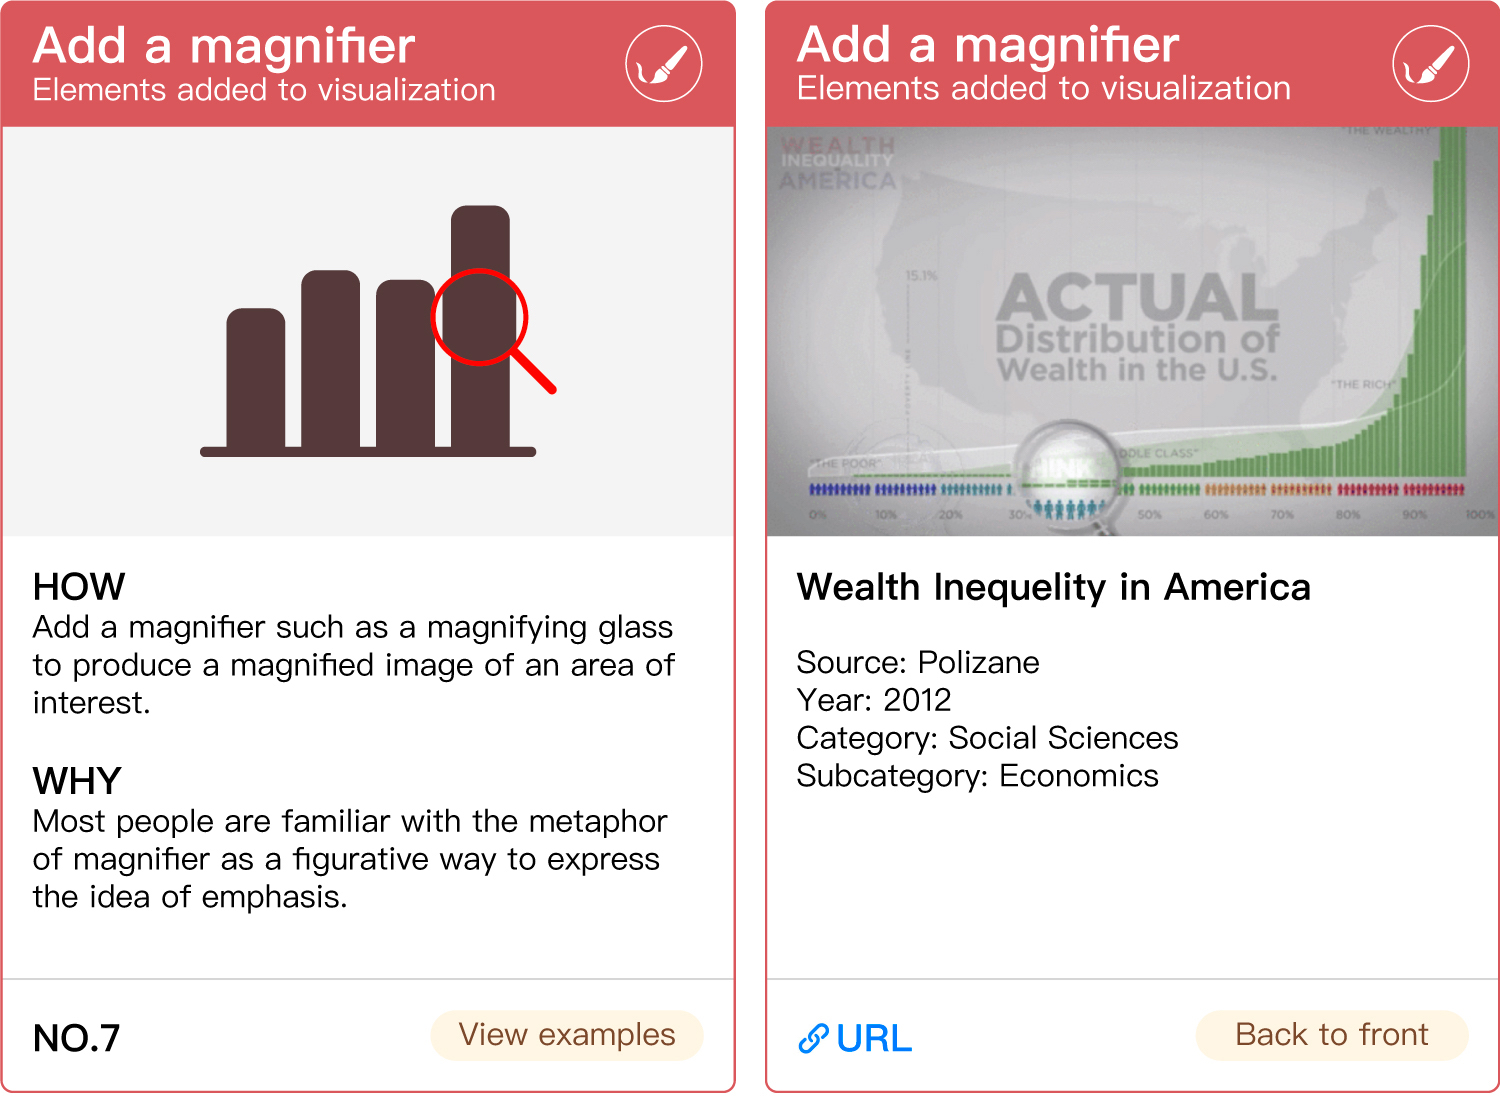 Add a magnifier
Elements added to visualization
HOW
Add a magnifier such as a magnifying glass
to produce a magnified image of an area of
interest.
WHY
Most people are familiar with the metaphor
of magnifier as a figurative way to express
the idea of emphasis.
NO.7
View examples
Add a magnifier
Elements added to visualization
"THE WEALTHY"
WEALTH
INEQUALITY
AMERICA
15.1%
ACTUAL
Distribution of
Wealth in the U.S.
POVERTY LINE
"THE RICH"
"THE POOR"
DDLE CLASS"
0% 10% 20% 30% 50% 60% 70% 80% 90% 100%
Wealth Inequelity in America
Source: Polizane
Year: 2012
Category: Social Sciences
Subcategory: Economics
URL
Back to front